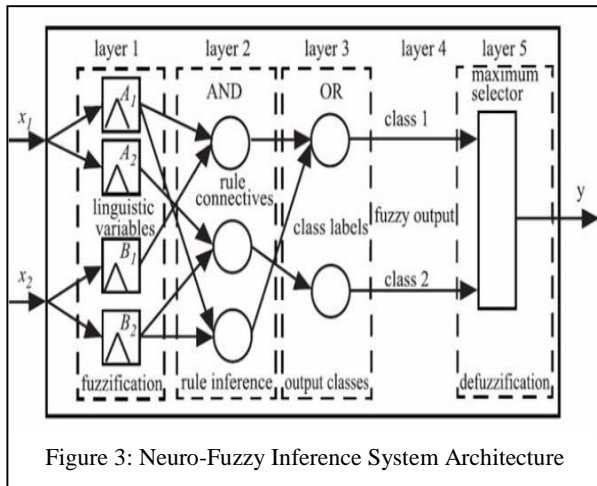 layer 1 layer 2 layer 3 layer 4 layer 5
maximum
selector
AND OR
x1
A1
class 1
A2
rule
connectives
linguistic
variables
class labels
fuzzy output
y
x2
B1
class 2
B2
fuzzification rule inference output classes defuzzification
Figure 3: Neuro-Fuzzy Inference System Architecture